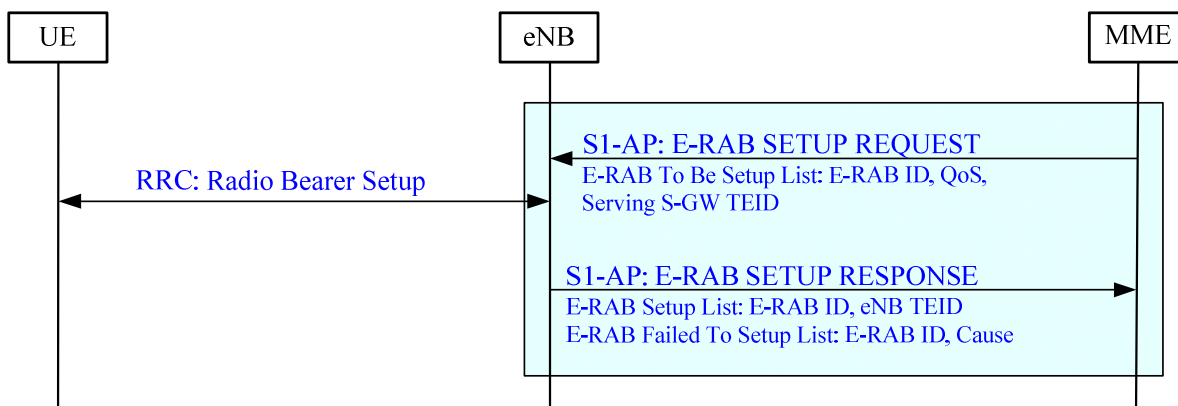 UE
eNB
MME
S1-AP: E-RAB SETUP REQUEST
E-RAB To Be Setup List: E-RAB ID, QoS,
Serving S-GW TEID
RRC: Radio Bearer Setup
S1-AP: E-RAB SETUP RESPONSE
E-RAB Setup List: E-RAB ID, eNB TEID
E-RAB Failed To Setup List: E-RAB ID, Cause